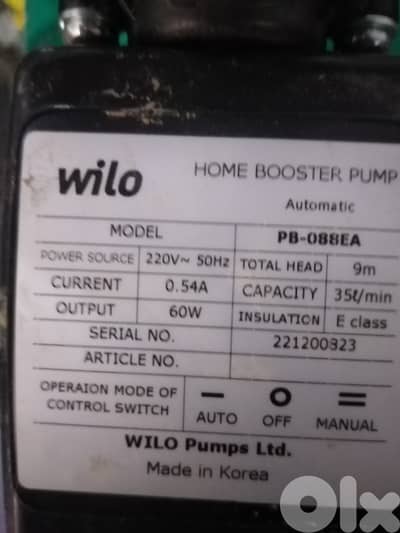 wilo HOME BOOSTER PUMP
Automatic
MODEL PB-088EA
POWER SOURCE 220V~ 50Hz TOTAL HEAD 9m
CURRENT 0.54A CAPACITY 35ℓ/min
OUTPUT 60W INSULATION E class
SERIAL NO. 221200823
ARTICLE NO.
OPERAION MODE OF
CONTROL SWITCH AUTO OFF MANUAL
WILO Pumps Ltd.
Made in Korea
Olx